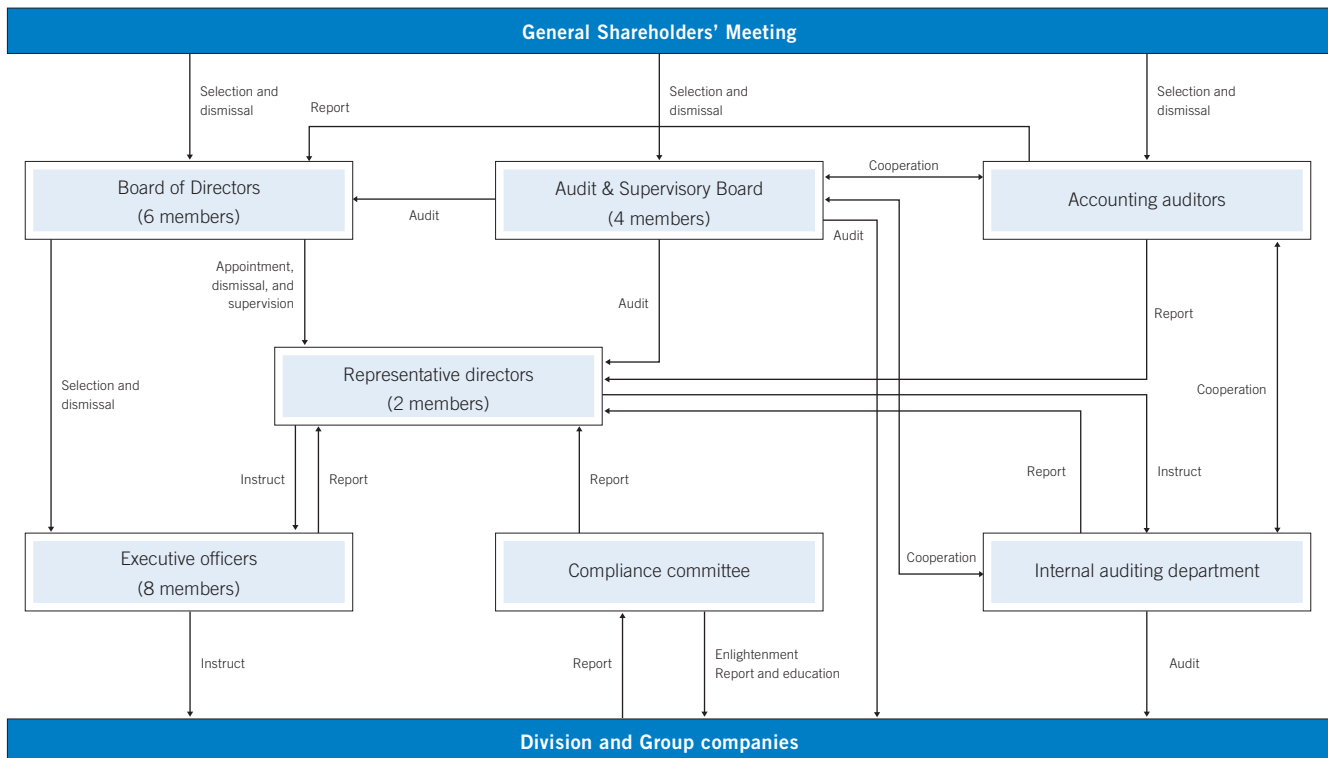 General Shareholders’ Meeting
Selection and
dismissal
Report
Selection and
dismissal
Selection and
dismissal
Board of Directors
(6 members)
Audit
Audit & Supervisory Board
(4 members)
Cooperation
Accounting auditors
Audit
Appointment,
dismissal, and
supervision
Audit
Report
Representative directors
(2 members)
Selection and
dismissal
Cooperation
Instruct
Report
Report
Report
Instruct
Executive officers
(8 members)
Compliance committee
Cooperation
Internal auditing department
Instruct
Report
Enlightenment
Report and education
Audit
Division and Group companies